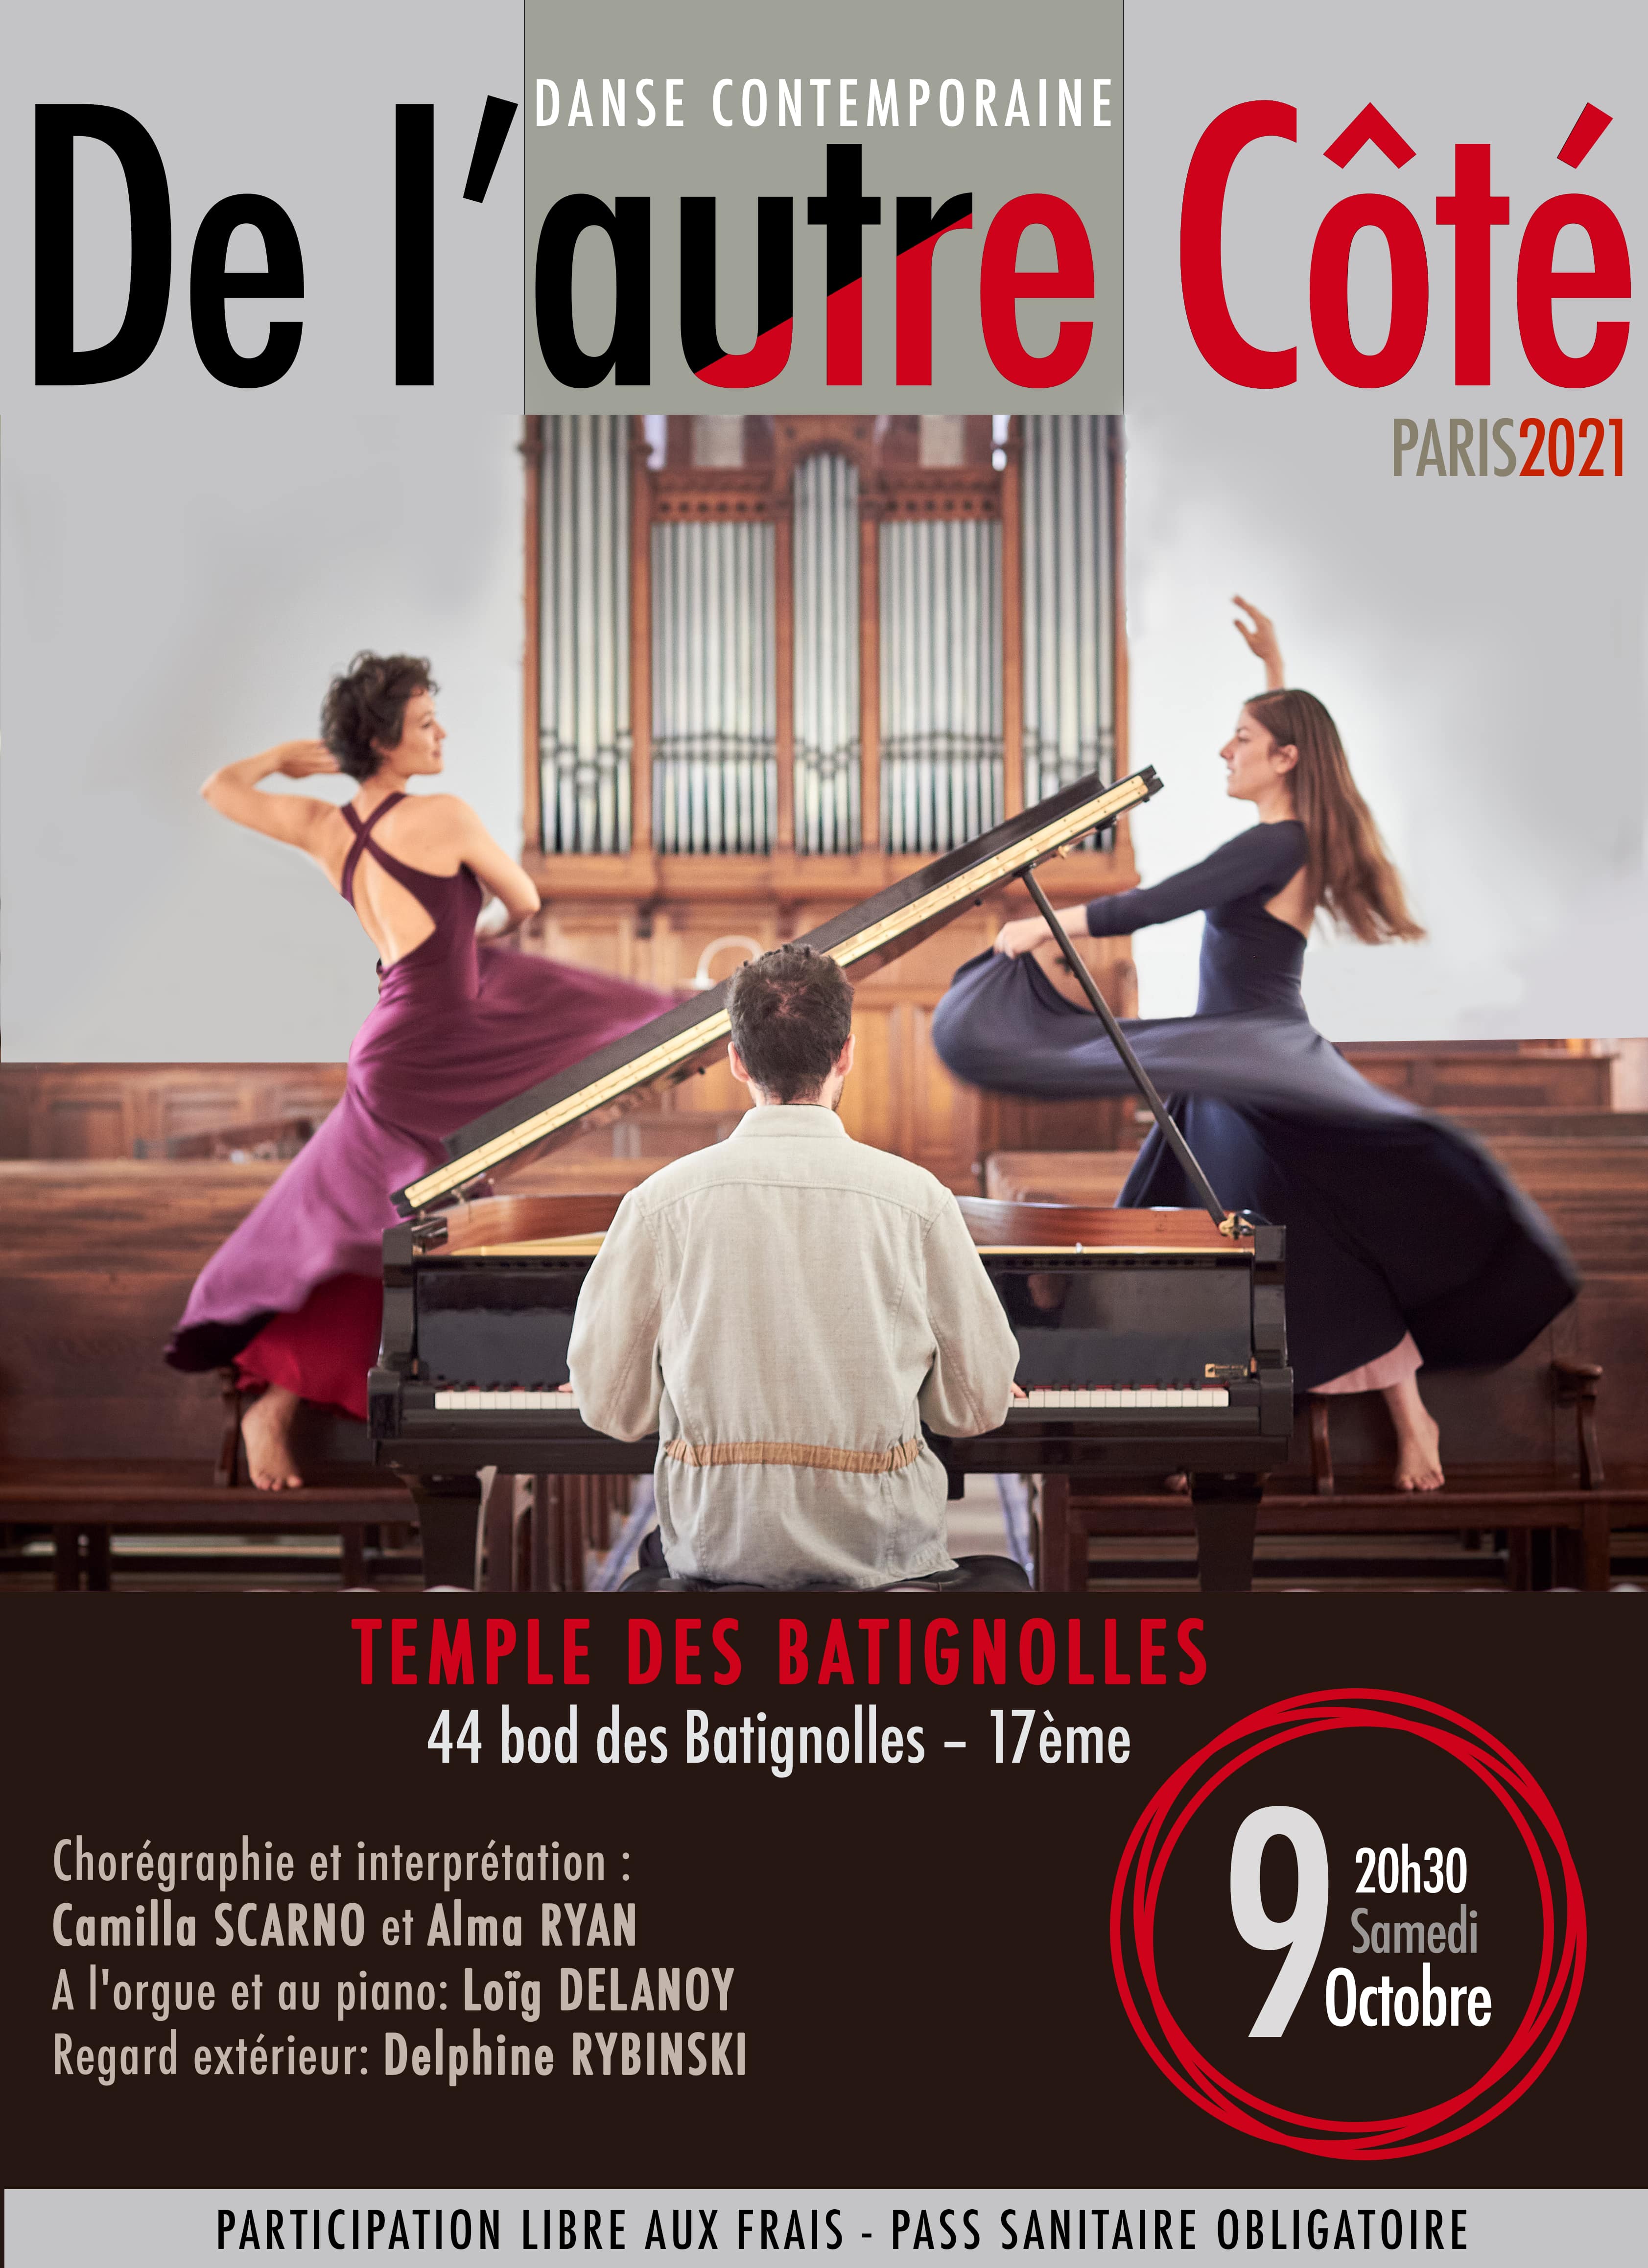 DANSE CONTEMPORAINE
De l'autre Côté
PARIS2021
TEMPLE DES BATIGNOLLES
44 bod des Batignolles – 17ème
Chorégraphie et interprétation :
Camilla SCARNO et Alma RYAN
A l'orgue et au piano: Loïg DELANOY
Regard extérieur: Delphine RYBINSKI
9
20h30
Samedi
Octobre
PARTICIPATION LIBRE AUX FRAIS - PASS SANITAIRE OBLIGATOIRE